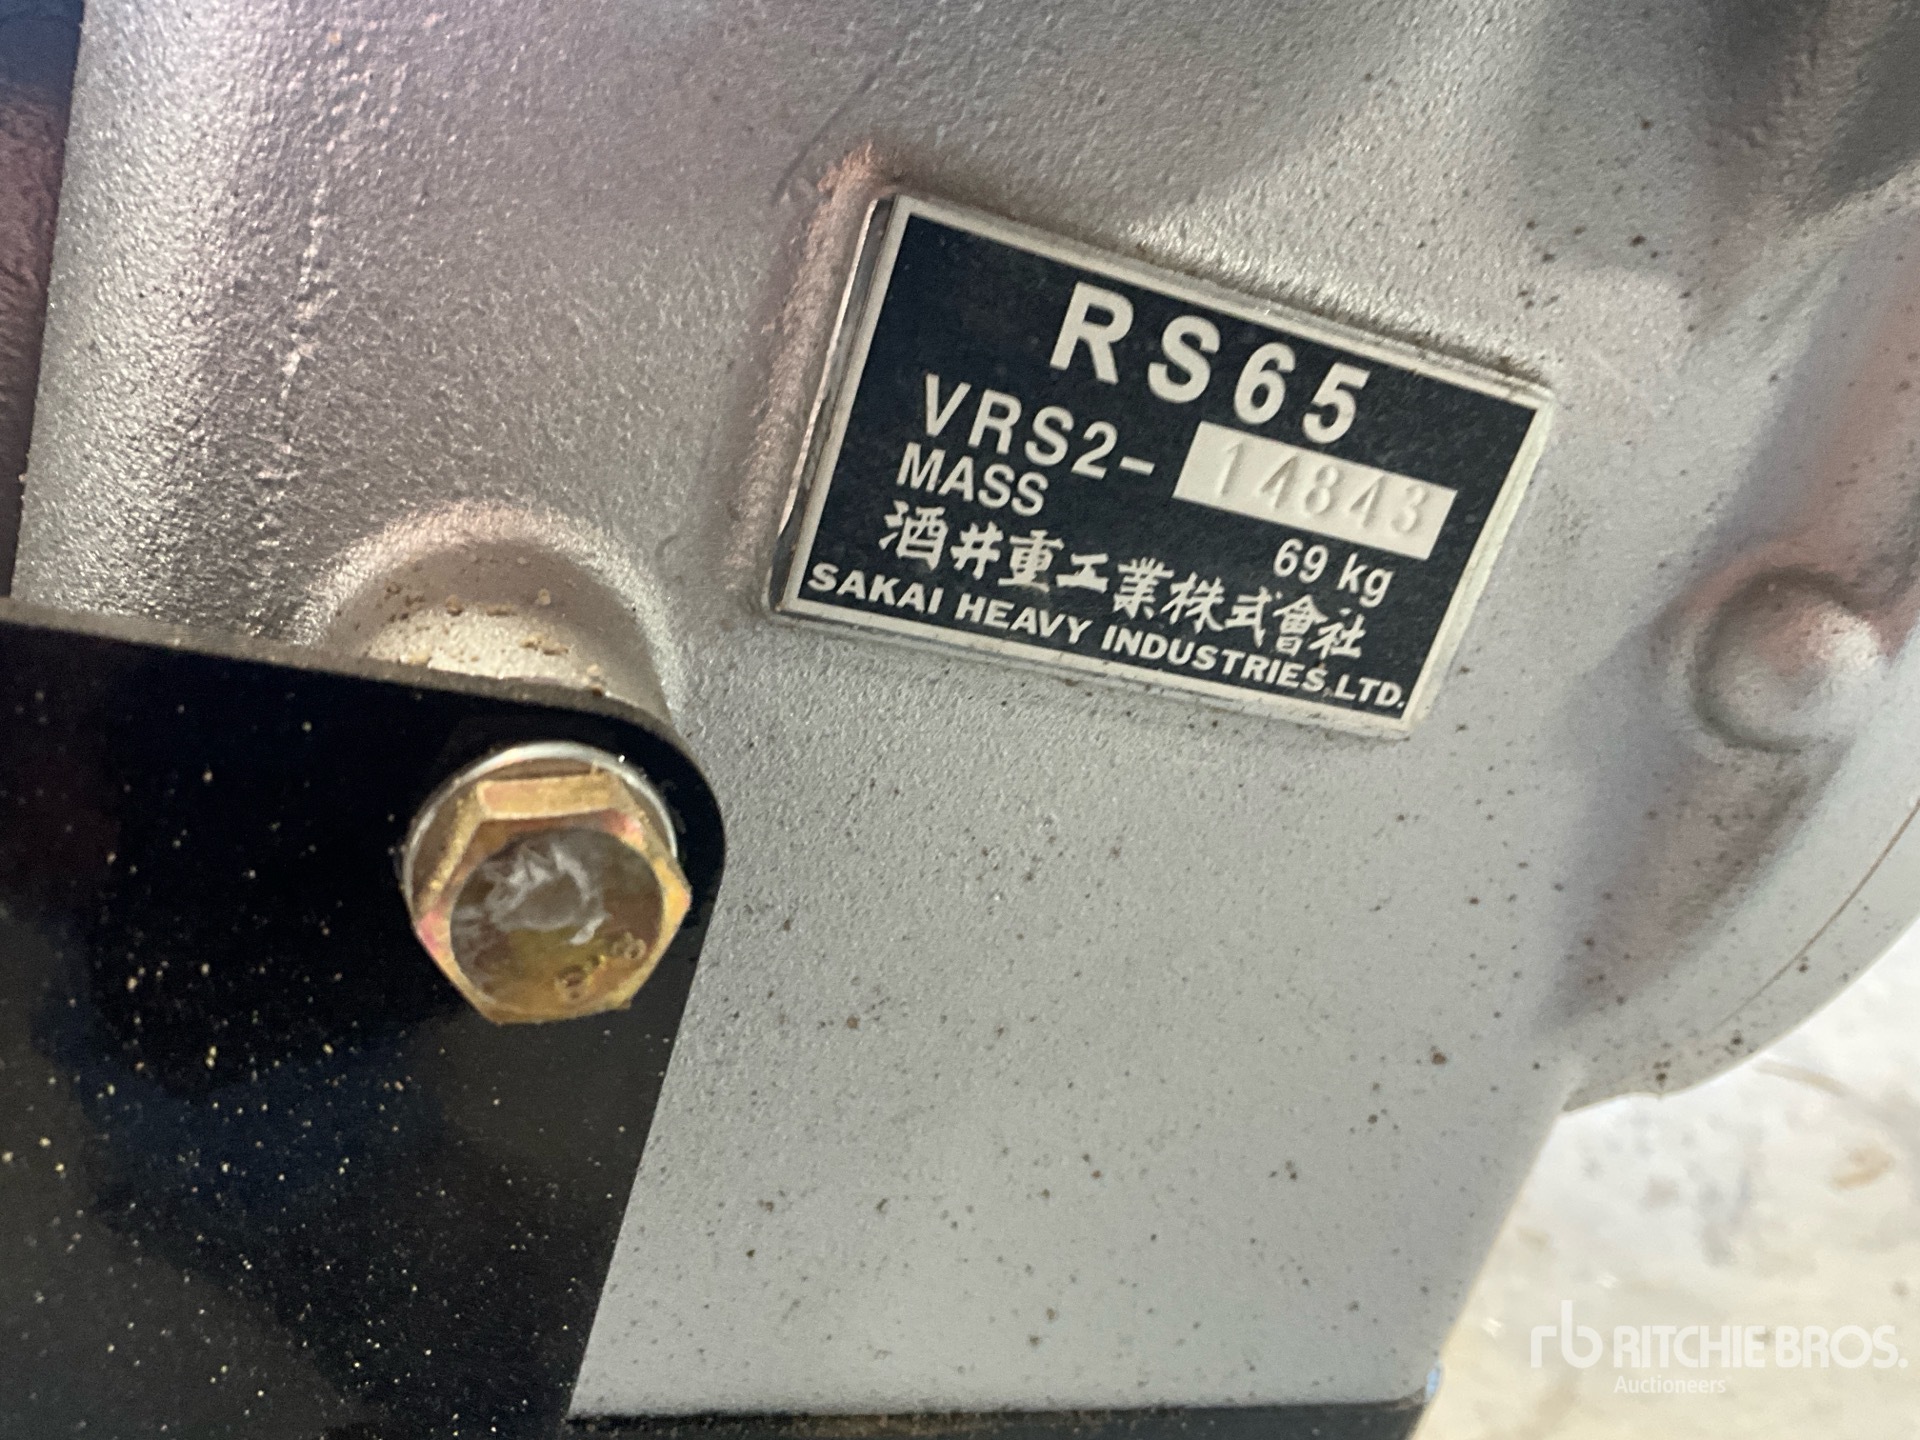 RS65
VRS2-14843
MASS 69 kg
酒井重工業株式會社
SAKAI HEAVY INDUSTRIES,LTD.
rb RITCHIE BROS.
Auctioneers